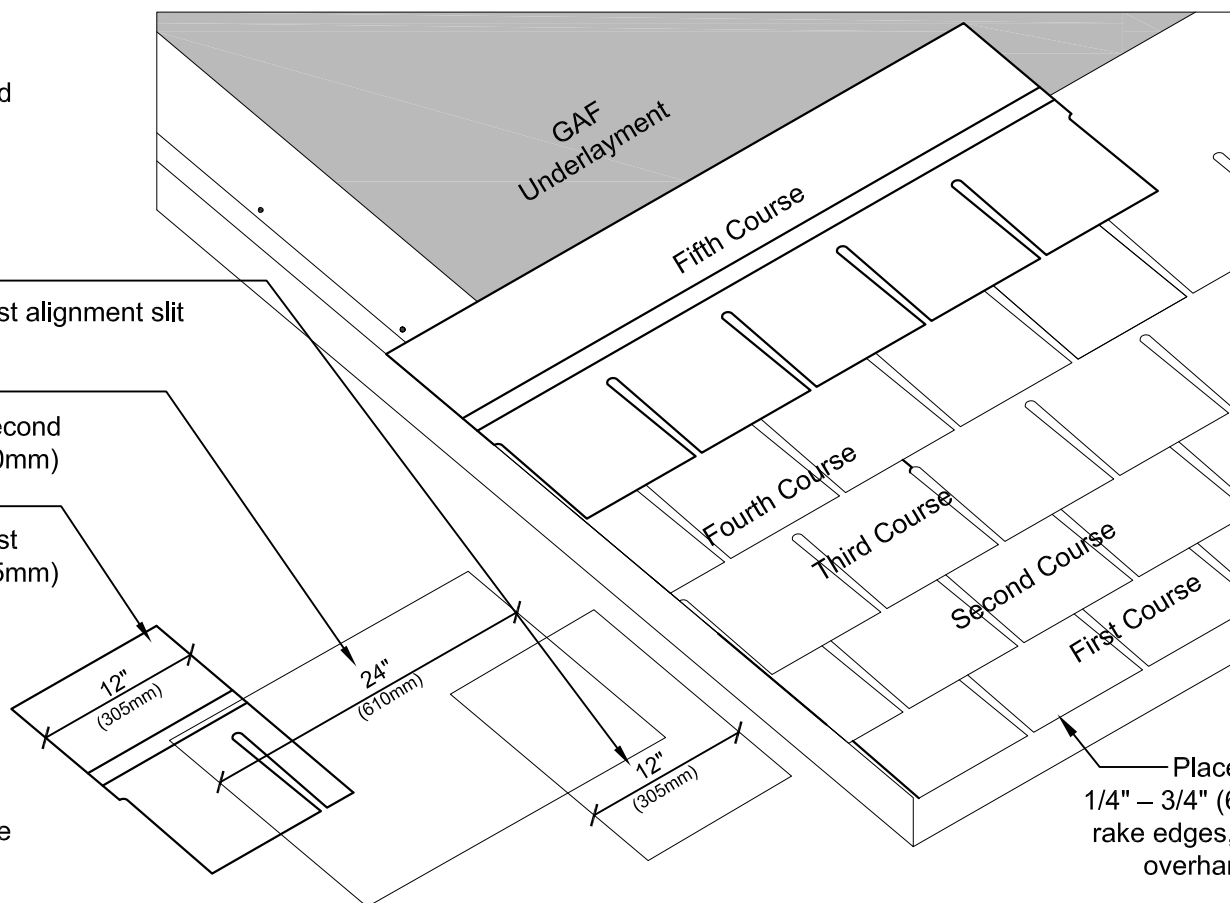 d
GAF
Underlayment
Fifth Course
st alignment slit
econd
0mm)
st
5mm)
Fourth Course
Third Course
Second Course
First Course
12"
(305mm)
24"
(610mm)
12"
(305mm)
e
Place
1/4" – 3/4" (6
rake edges,
overhan